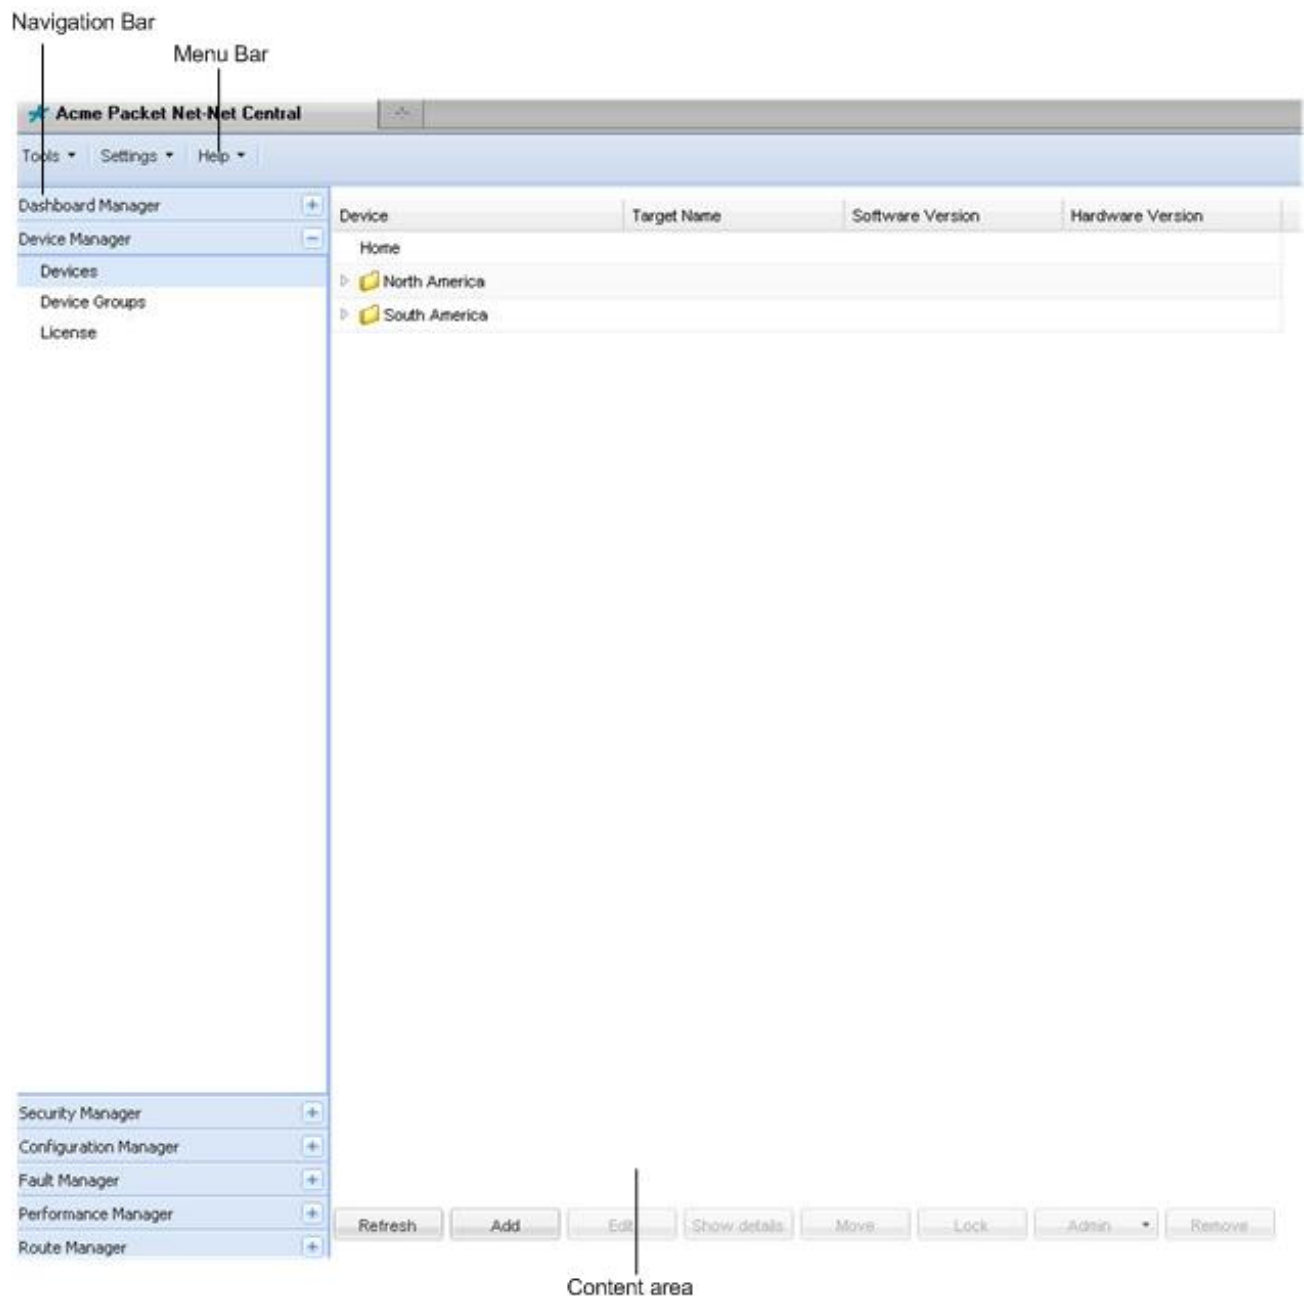 Navigation Bar
Menu Bar
Acme Packet Net-Net Central
Tools Settings Help
Dashboard Manager
Device Manager
Devices
Device Groups
License
Device Target Name Software Version Hardware Version
Home
North America
South America
Security Manager
Configuration Manager
Fault Manager
Performance Manager
Route Manager
Refresh Add Edit Show details Move Lock Admin Remove
Content area